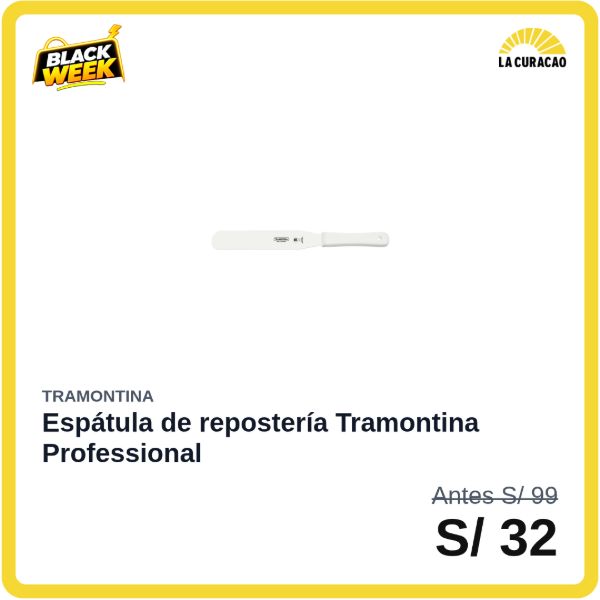 BLACK
WEEK
LA CURACAO
TRAMONTINA
Espátula de repostería Tramontina
Professional
Antes S/ 99
S/ 32